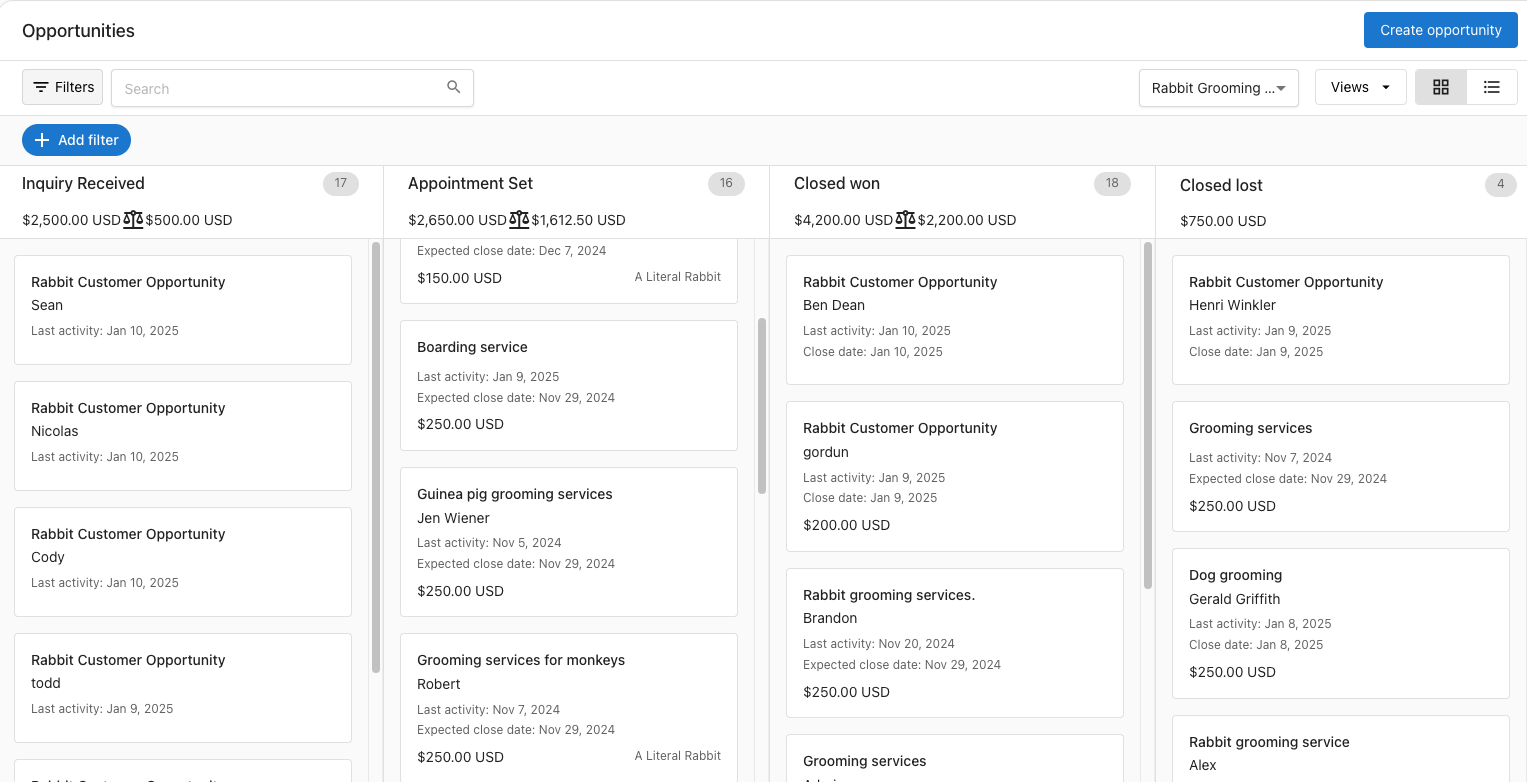 Opportunities
Create opportunity
Filters
Search
Rabbit Grooming ...
Views
Add filter
Inquiry Received
17
$2,500.00 USD $500.00 USD
Rabbit Customer Opportunity
Sean
Last activity: Jan 10, 2025
Rabbit Customer Opportunity
Nicolas
Last activity: Jan 10, 2025
Rabbit Customer Opportunity
Cody
Last activity: Jan 10, 2025
Rabbit Customer Opportunity
todd
Last activity: Jan 9, 2025
Appointment Set
16
$2,650.00 USD $1,612.50 USD
Expected close date: Dec 7, 2024
$150.00 USD
A Literal Rabbit
Boarding service
Last activity: Jan 9, 2025
Expected close date: Nov 29, 2024
$250.00 USD
Guinea pig grooming services
Jen Wiener
Last activity: Nov 5, 2024
Expected close date: Nov 29, 2024
$250.00 USD
Grooming services for monkeys
Robert
Last activity: Nov 7, 2024
Expected close date: Nov 29, 2024
$250.00 USD
A Literal Rabbit
Closed won
18
$4,200.00 USD $2,200.00 USD
Rabbit Customer Opportunity
Ben Dean
Last activity: Jan 10, 2025
Close date: Jan 10, 2025
Rabbit Customer Opportunity
gordun
Last activity: Jan 9, 2025
Close date: Jan 9, 2025
$200.00 USD
Rabbit grooming services.
Brandon
Last activity: Nov 20, 2024
Expected close date: Nov 29, 2024
$250.00 USD
Grooming services
Closed lost
4
$750.00 USD
Rabbit Customer Opportunity
Henri Winkler
Last activity: Jan 9, 2025
Close date: Jan 9, 2025
Grooming services
Last activity: Nov 7, 2024
Expected close date: Nov 29, 2024
$250.00 USD
Dog grooming
Gerald Griffith
Last activity: Jan 8, 2025
Close date: Jan 8, 2025
$250.00 USD
Rabbit grooming service
Alex